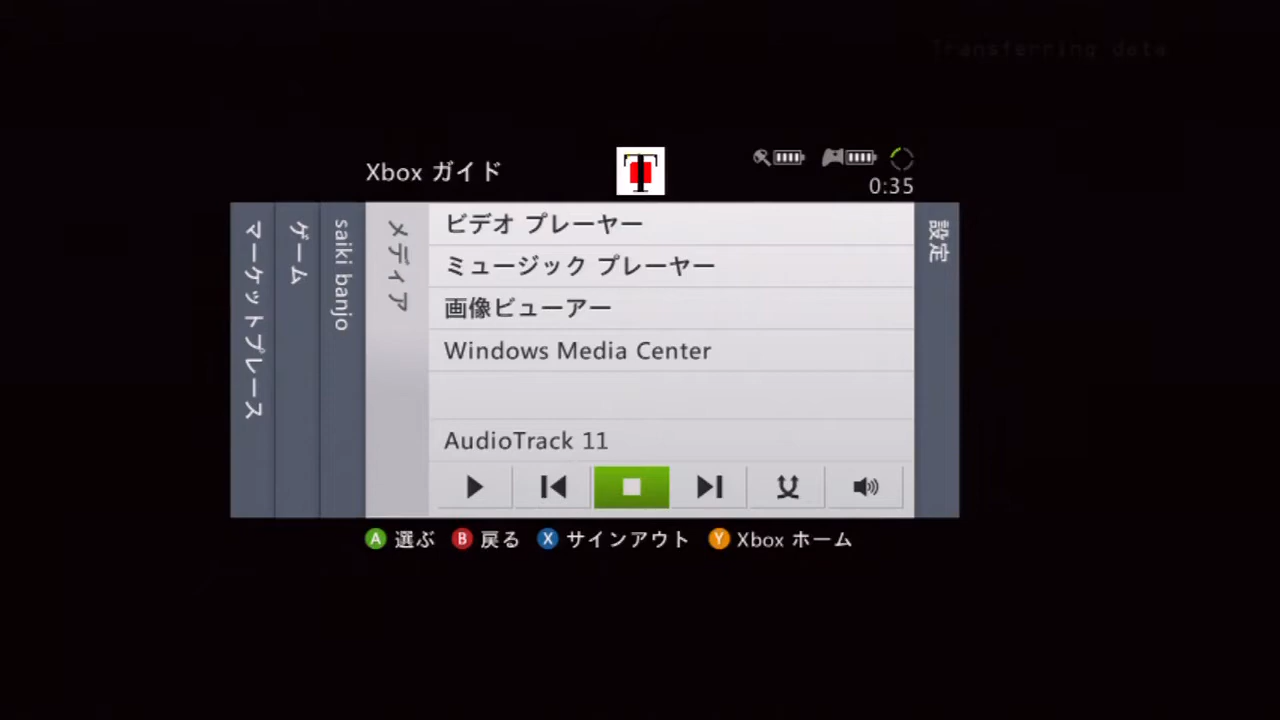 Transferring data
Xbox ガイド
0:35
マーケットプレース
ゲーム
saiki banjo
メディア
ビデオ プレーヤー
ミュージック プレーヤー
画像ビューアー
Windows Media Center
AudioTrack 11
設定
A 選ぶ B 戻る X サインアウト Y Xbox ホーム